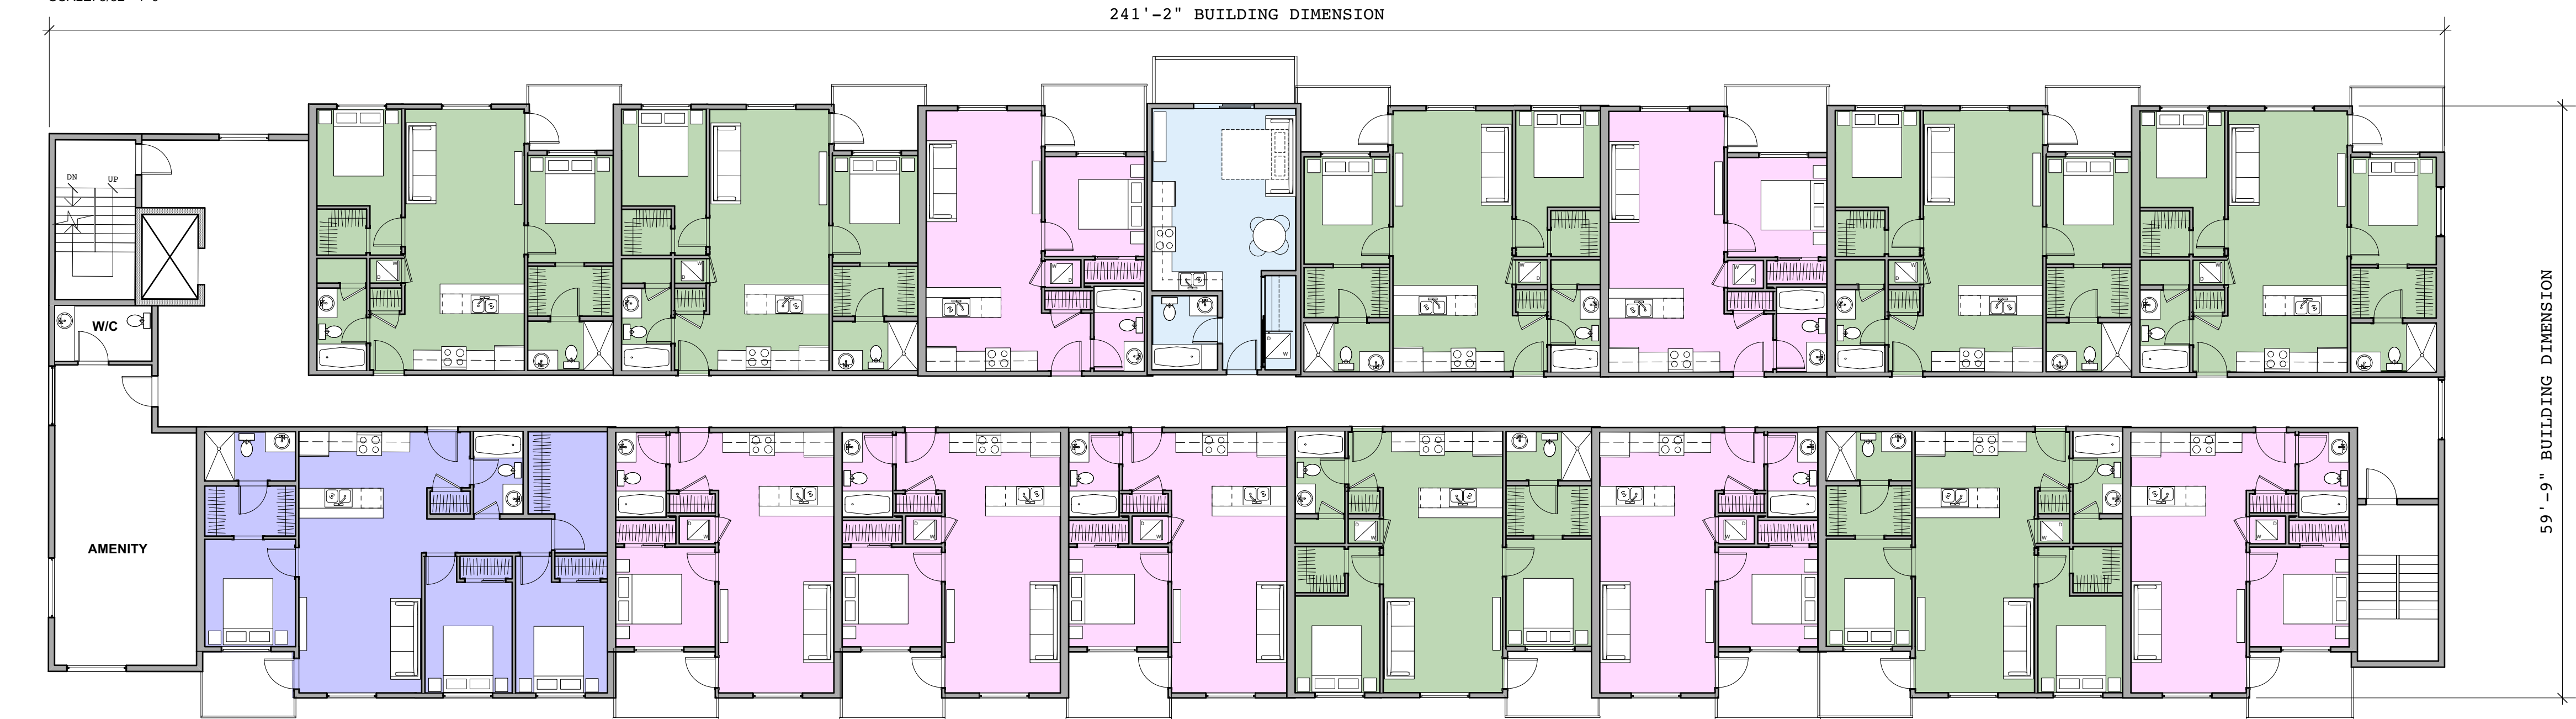 241'-2" BUILDING DIMENSION
DN
UP
W/C
59'-9" BUILDING DIMENSION
AMENITY